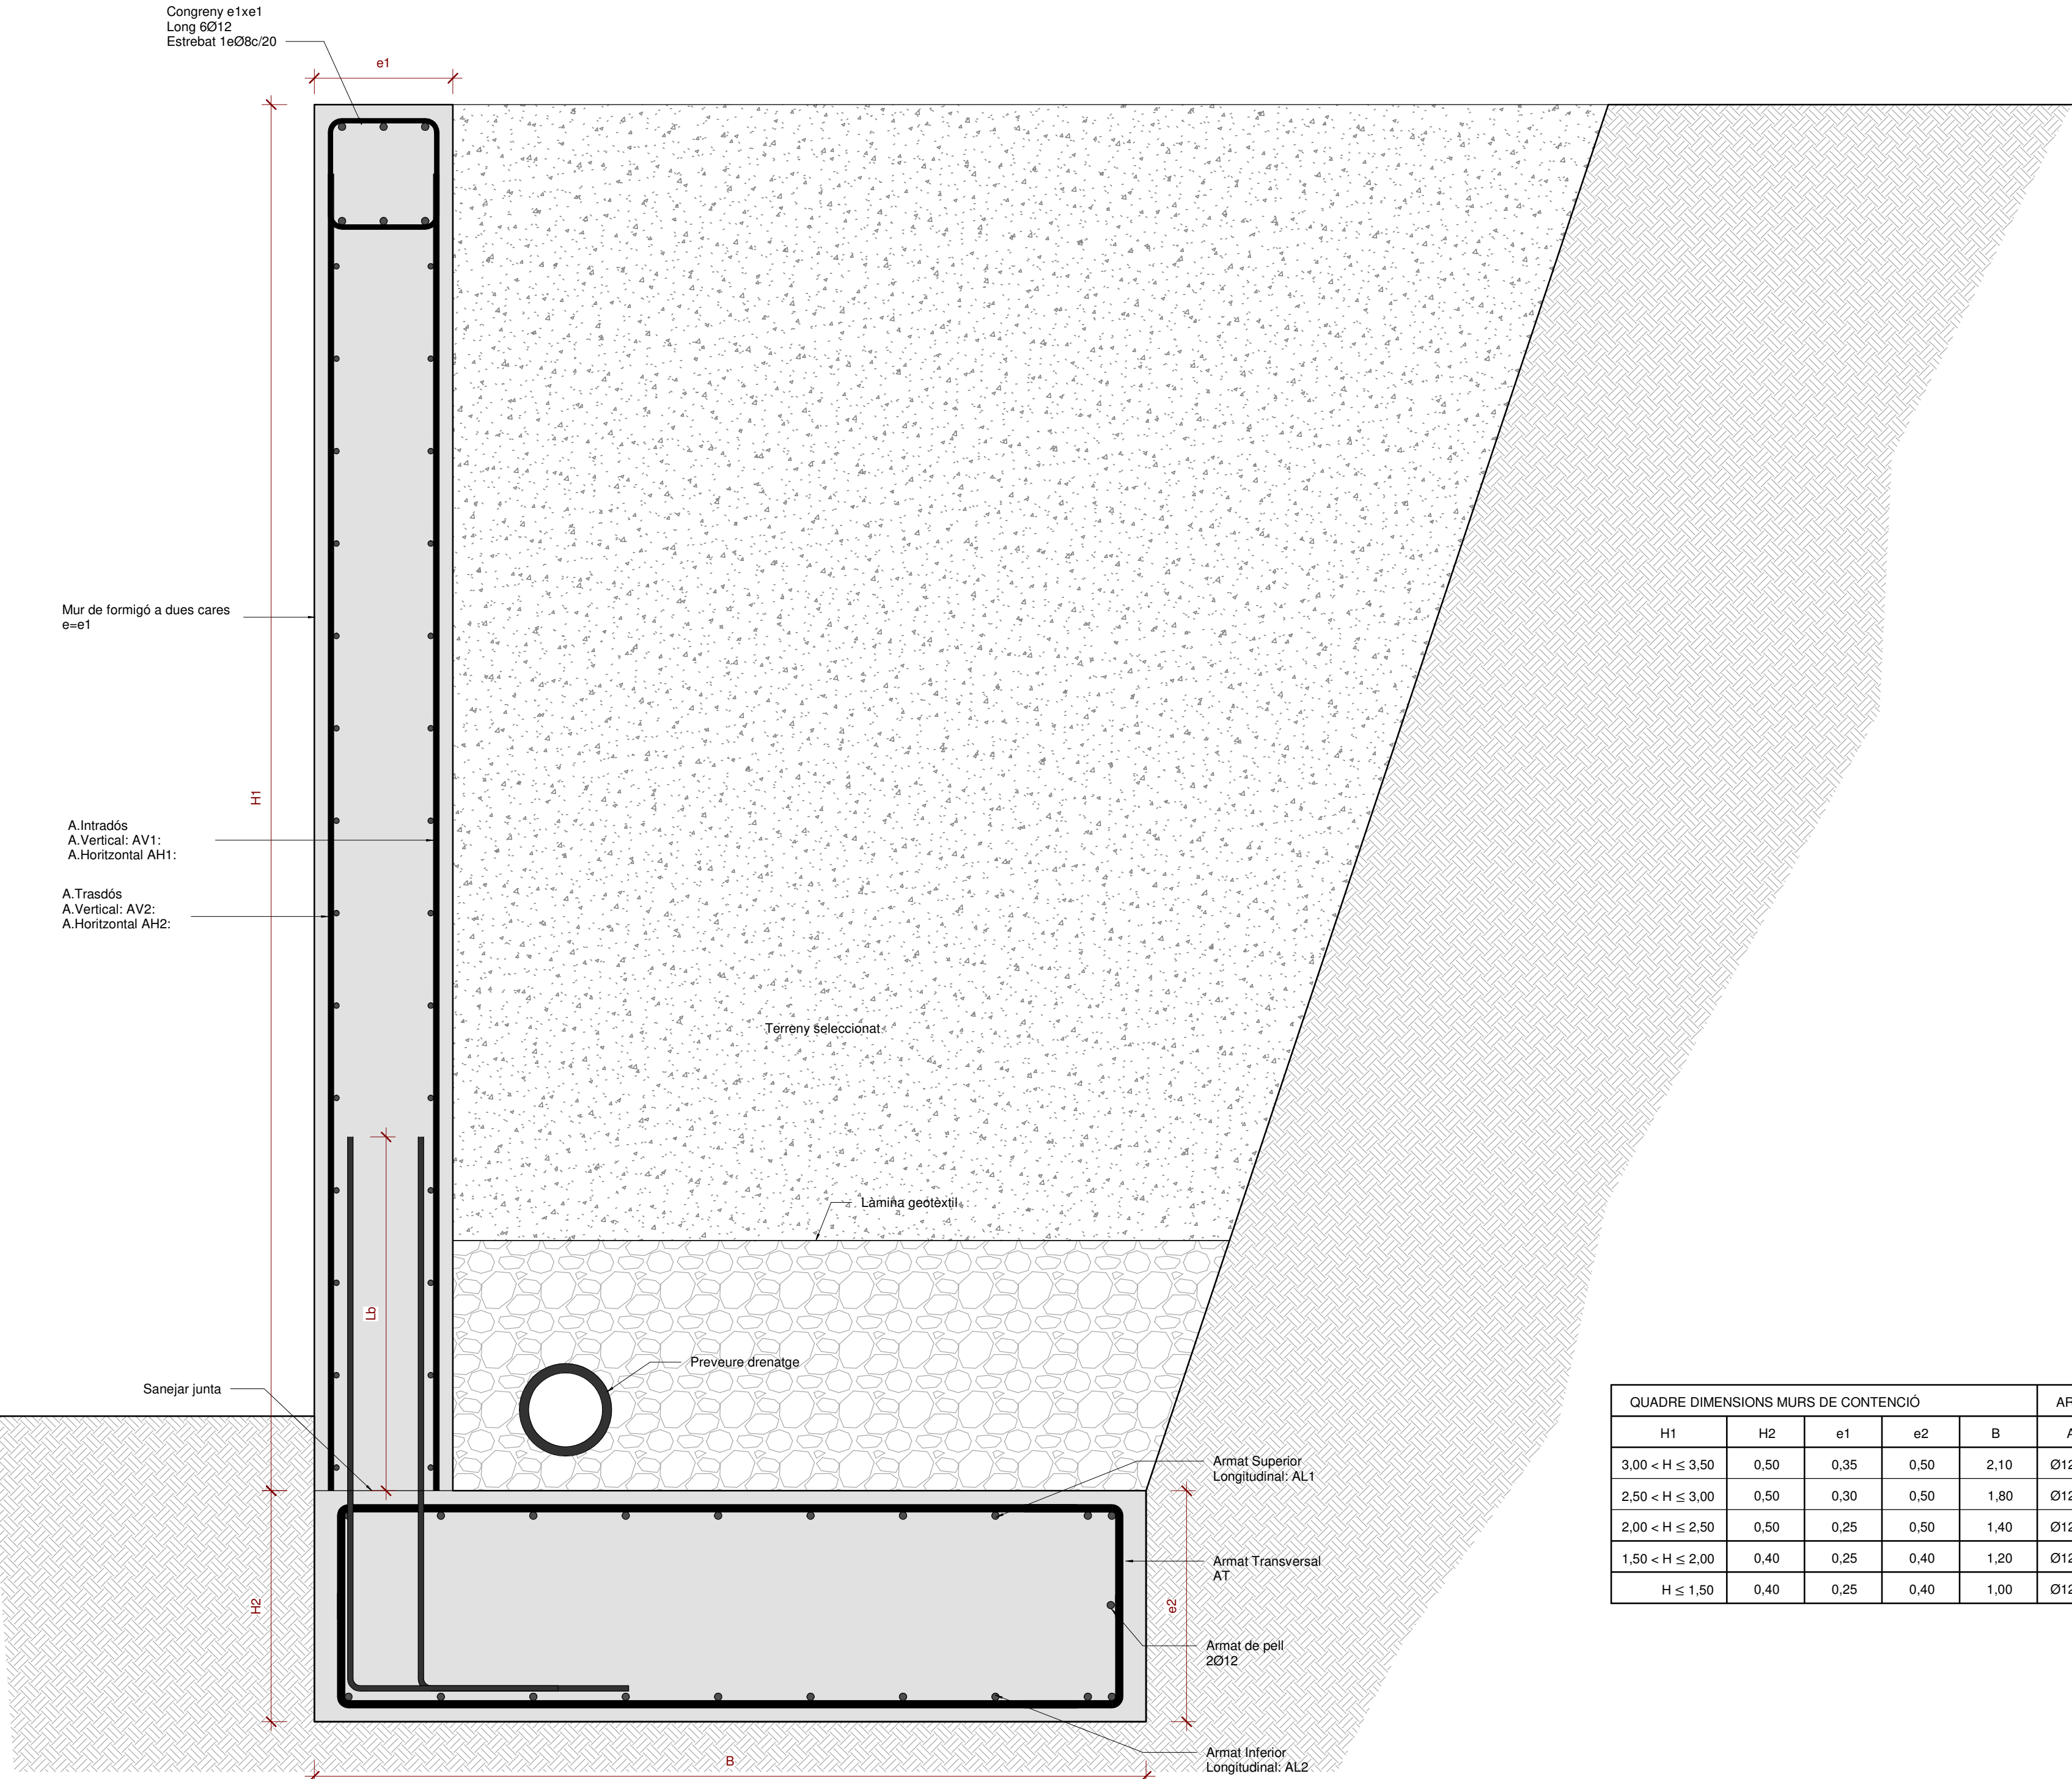 Congreny e1xe1
Long 6Ø12
Estrebat 1eØ8c/20
e1
Mur de formigó a dues cares
e=e1
H1
A.Intradós
A.Vertical: AV1:
A.Horitzontal AH1:
A.Trasdós
A.Vertical: AV2:
A.Horitzontal AH2:
Terreny seleccionat
Làmina geotèxtil
Lb
Preveure drenatge
Sanejar junta
Armat Superior
Longitudinal: AL1
Armat Transversal
AT
H2
e2
Armat de pell
2Ø12
B
Armat Inferior
Longitudinal: AL2
QUADRE DIMENSIONS MURS DE CONTENCIÓ
H1 H2 e1 e2 B
3,00 < H ≤ 3,50 0,50 0,35 0,50 2,10 Ø12
2,50 < H ≤ 3,00 0,50 0,30 0,50 1,80 Ø12
2,00 < H ≤ 2,50 0,50 0,25 0,50 1,40 Ø12
1,50 < H ≤ 2,00 0,40 0,25 0,40 1,20 Ø12
H ≤ 1,50 0,40 0,25 0,40 1,00 Ø12